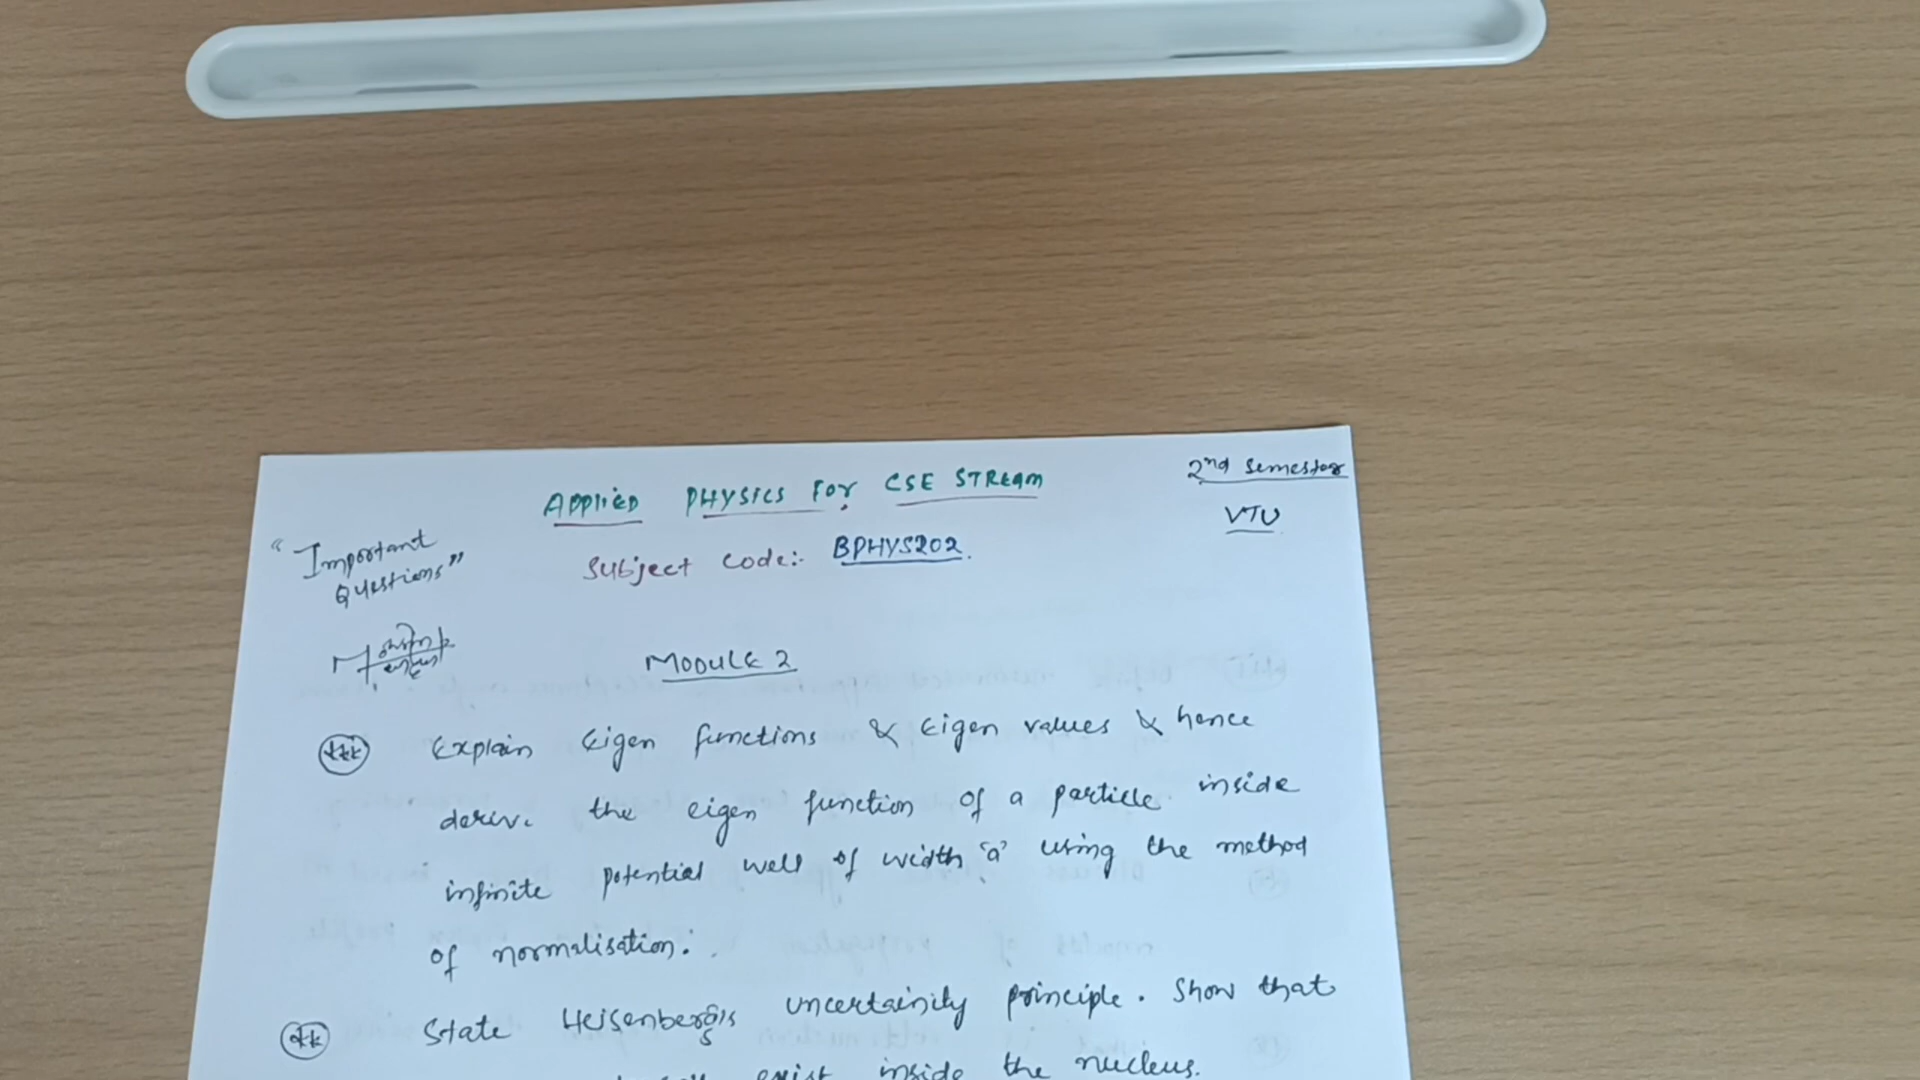 APPLIED PHYSICS FOR CSE STREAM
2nd semester
VTU
"Important
Questions"
Subject code:- BPHYS202.
MODULE 2
*** Explain Eigen functions & Eigen values & hence
derive the eigen function of a particle inside
infinite potential well of width 'a' using the method
of normalisation.
** State Heisenberg's uncertainity principle. Show that
exist inside the nucleus.